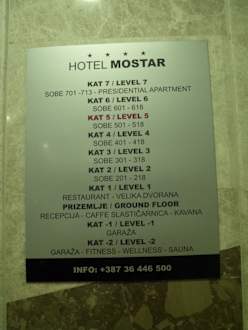 ★ ★ ★ ★
HOTEL MOSTAR
KAT 7 / LEVEL 7
SOBE 701 -713 - PRESIDENTIAL APARTMENT
KAT 6 / LEVEL 6
SOBE 601 - 618
KAT 5 / LEVEL 5
SOBE 501 - 518
KAT 4 / LEVEL 4
SOBE 401 - 418
KAT 3 / LEVEL 3
SOBE 301 - 318
KAT 2 / LEVEL 2
SOBE 201 - 218
KAT 1 / LEVEL 1
RESTAURANT - VELIKA DVORANA
PRIZEMLJE / GROUND FLOOR
RECEPCIJA - CAFFE SLASTIČARNICA - KAVANA
KAT -1 / LEVEL -1
GARAŽA
KAT -2 / LEVEL -2
GARAŽA - FITNESS - WELLNESS - SAUNA
INFO: +387 36 446 500